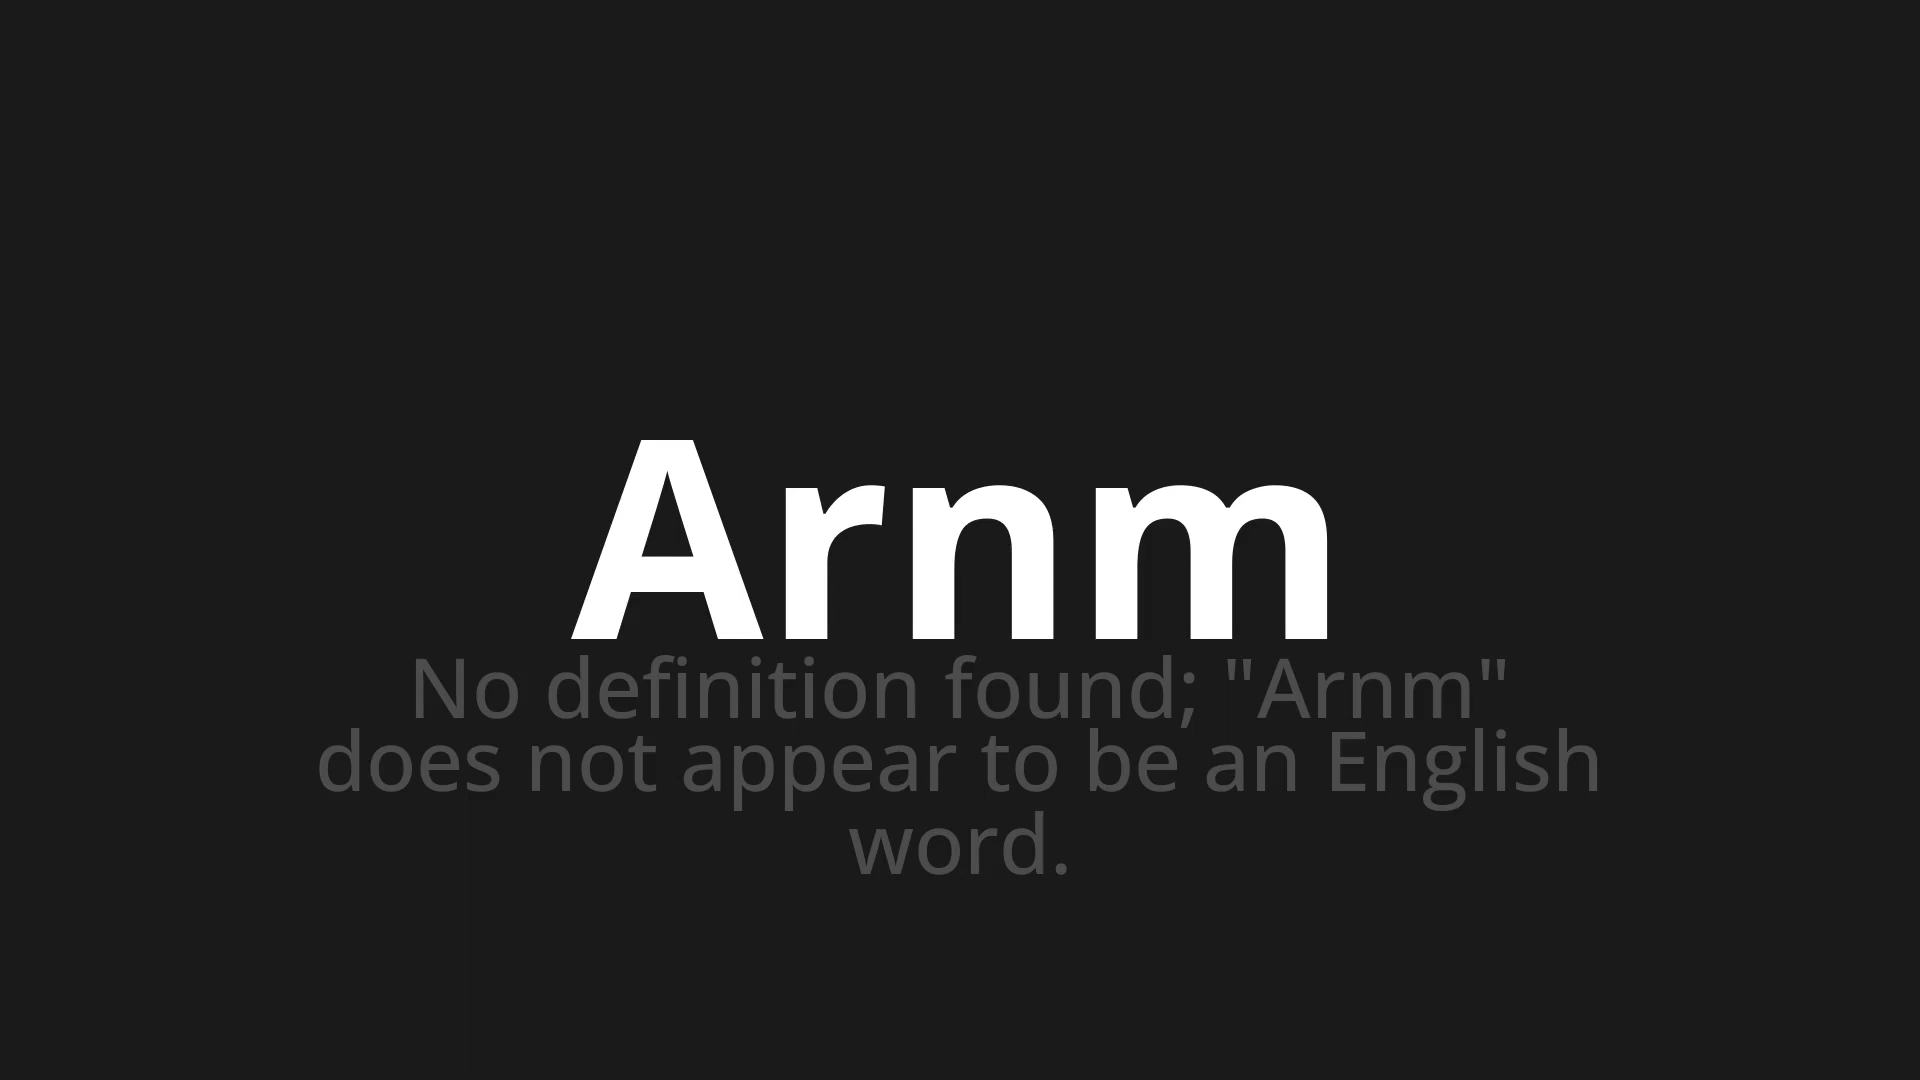 Arnm
No definition found; "Arnm"
does not appear to be an English
word.